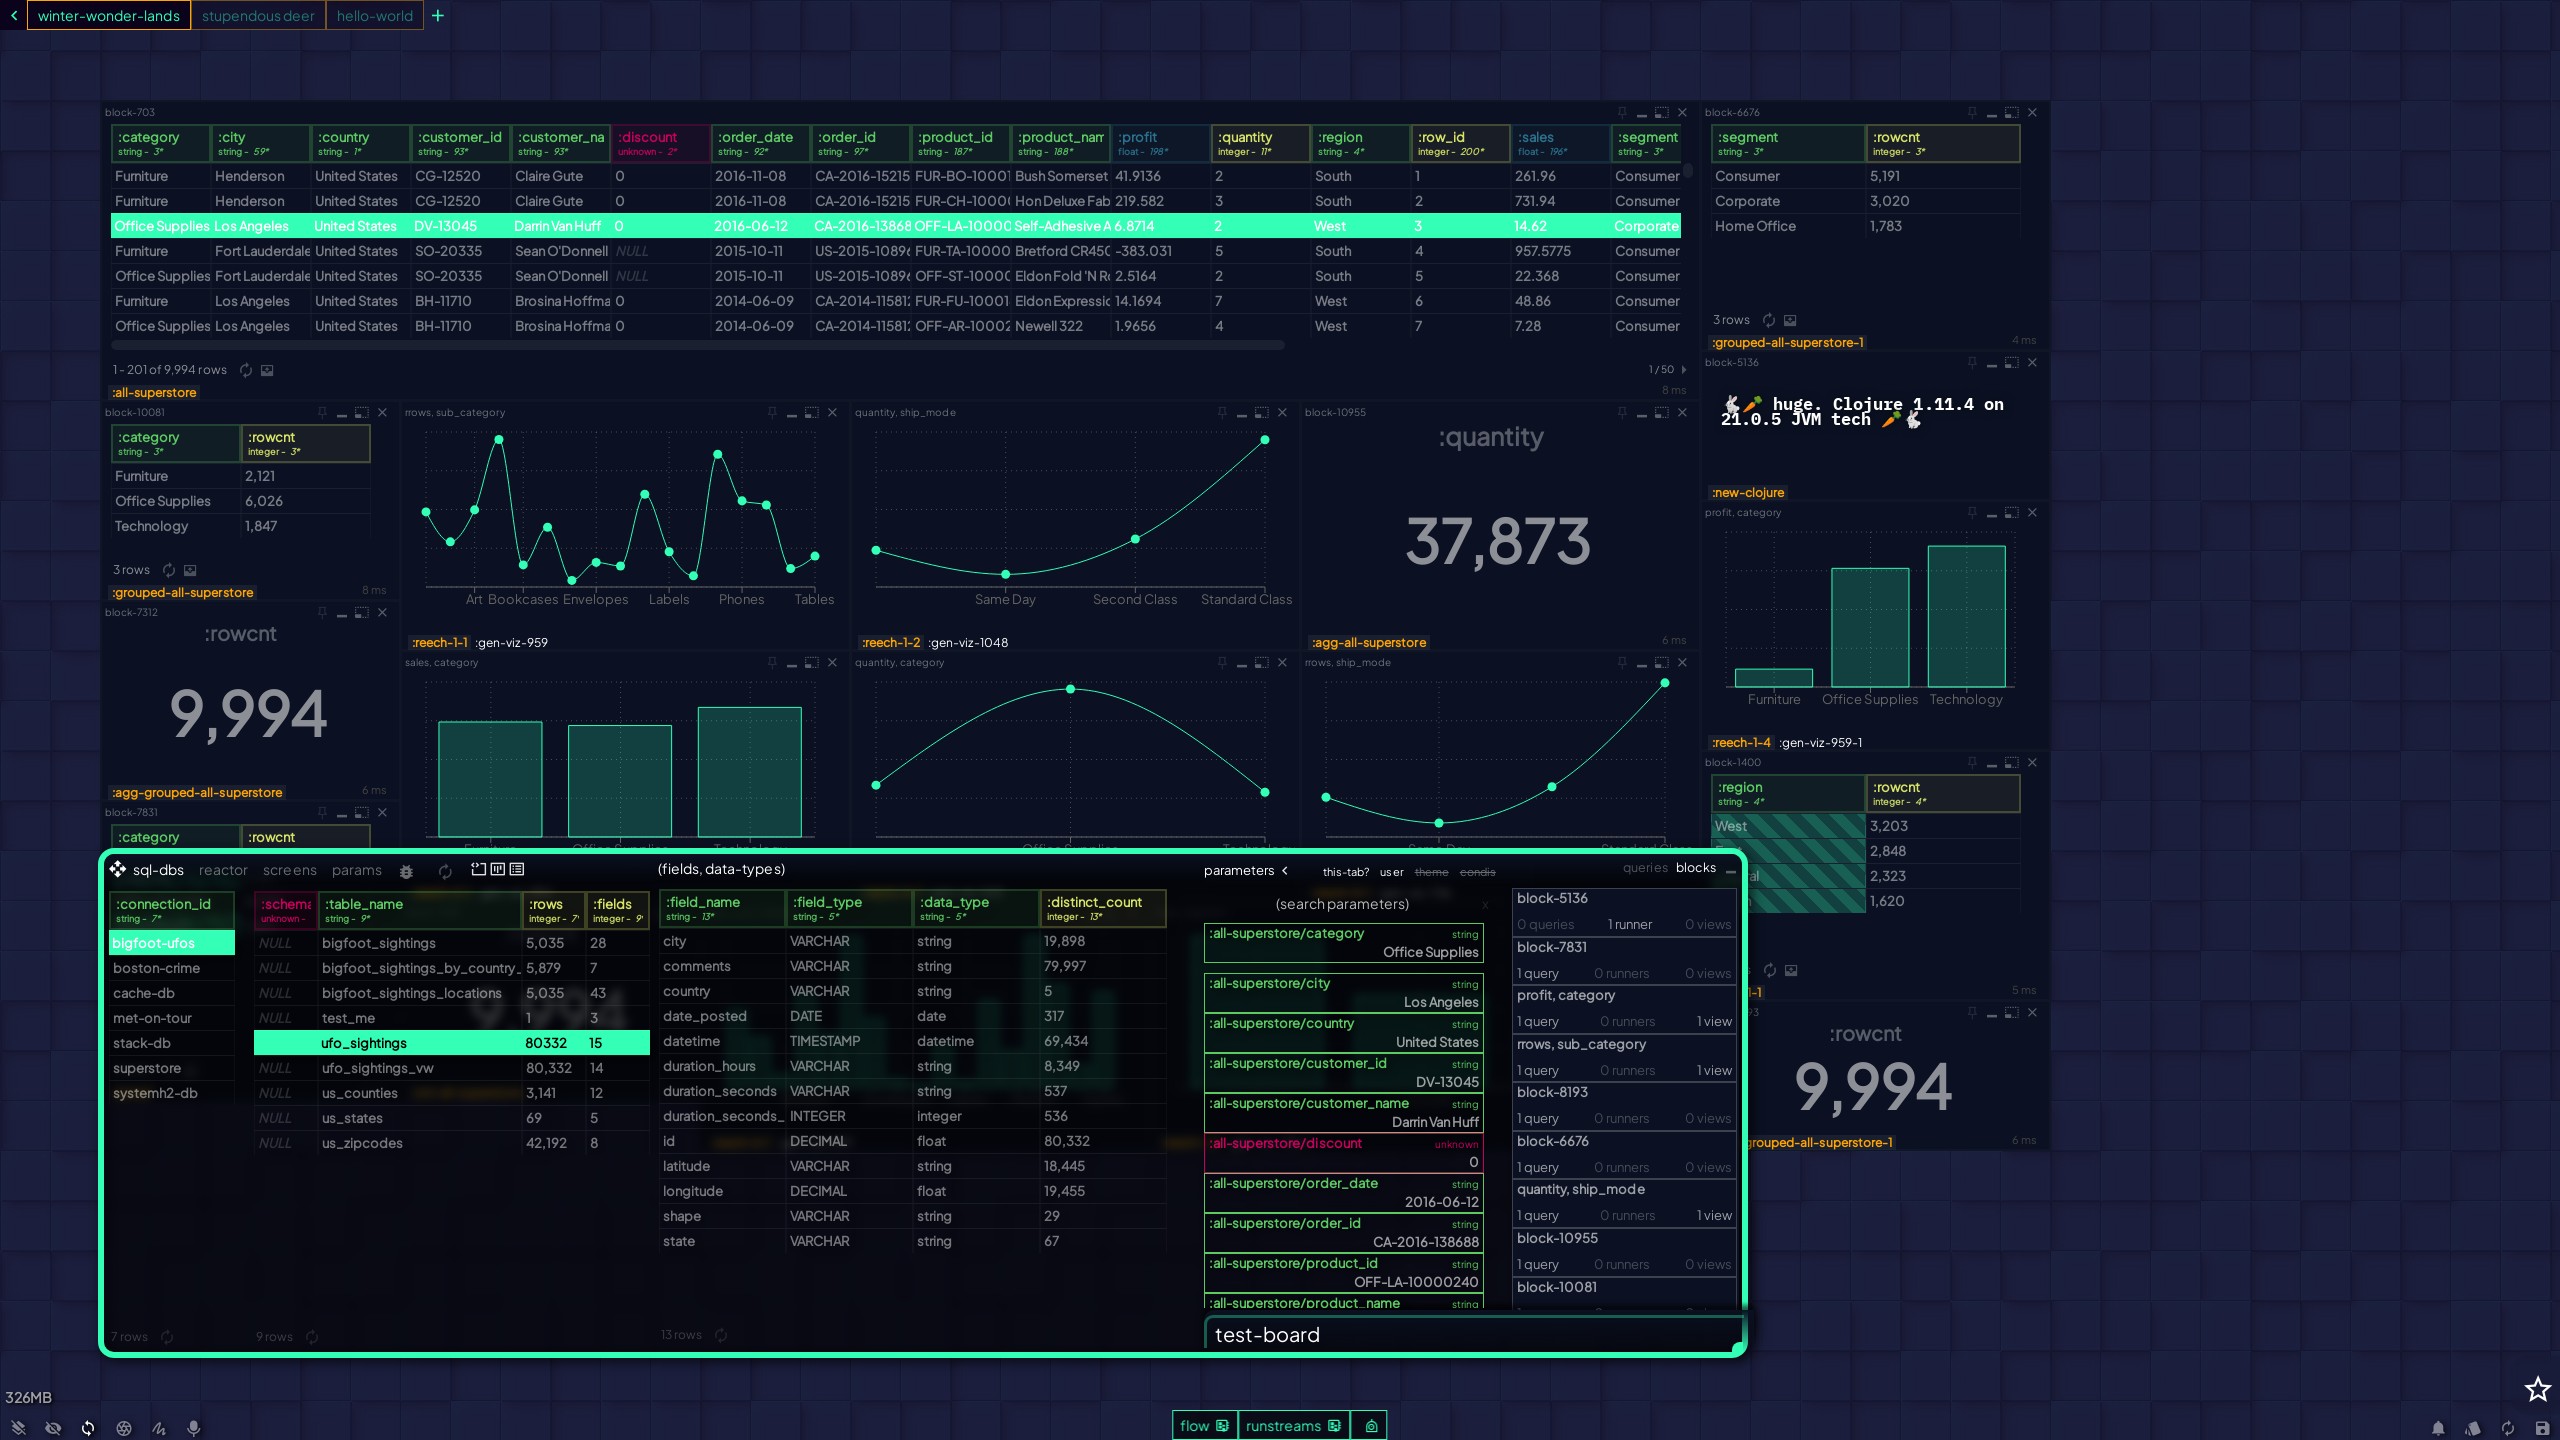 winter-wonder-lands stupendous deer hello-world +
block-703
:category :city :country :customer_id :customer_na :discount :order_date :order_id :product_id :product_nam :profit :quantity :region :row_id :sales :segment
string - 3* string - 59* string - 1* string - 93* string - 93* unknown - 2* string - 92* string - 97* string - 187* string - 188* float - 198* integer - 11* string - 4* integer - 200* float - 196* string - 3*
Furniture Henderson United States CG-12520 Claire Gute 0 2016-11-08 CA-2016-15215 FUR-BO-10001 Bush Somerset 41.9136 2 South 1 261.96 Consumer
Furniture Henderson United States CG-12520 Claire Gute 0 2016-11-08 CA-2016-15215 FUR-CH-1000 Hon Deluxe Fab 219.582 3 South 2 731.94 Consumer
Office Supplies Los Angeles United States DV-13045 Darrin Van Huff 0 2016-06-12 CA-2016-13868 OFF-LA-1000 Self-Adhesive A 6.8714 2 West 3 14.62 Corporate
Furniture Fort Lauderdale United States SO-20335 Sean O'Donnell NULL 2015-10-11 US-2015-10896 FUR-TA-10000 Bretford CR450 -383.031 5 South 4 957.5775 Consumer
Office Supplies Fort Lauderdale United States SO-20335 Sean O'Donnell NULL 2015-10-11 US-2015-10896 OFF-ST-1000 Eldon Fold 'N Ro 2.5164 2 South 5 22.368 Consumer
Furniture Los Angeles United States BH-11710 Brosina Hoffma 0 2014-06-09 CA-2014-11581 FUR-FU-10001 Eldon Expressio 14.1694 7 West 6 48.86 Consumer
Office Supplies Los Angeles United States BH-11710 Brosina Hoffma 0 2014-06-09 CA-2014-11581 OFF-AR-10002 Newell 322 1.9656 4 West 7 7.28 Consumer
1 - 201 of 9,994 rows
1 / 50
8 ms
:all-superstore
block-6676
:segment :rowcnt
string - 3* integer - 3*
Consumer 5,191
Corporate 3,020
Home Office 1,783
3 rows
:grouped-all-superstore-1 4 ms
block-5136
🐇🥕 huge. Clojure 1.11.4 on
21.0.5 JVM tech 🥕🐇
:new-clojure
block-10081
:category :rowcnt
string - 3* integer - 3*
Furniture 2,121
Office Supplies 6,026
Technology 1,847
3 rows
:grouped-all-superstore 8 ms
rrows, sub_category
Art Bookcases Envelopes Labels Phones Tables
:reech-1-1 :gen-viz-959
quantity, ship_mode
Same Day Second Class Standard Class
:reech-1-2 :gen-viz-1048
block-10955
:quantity
37,873
:agg-all-superstore 6 ms
profit, category
Furniture Office Supplies Technology
:reech-1-4 :gen-viz-959-1
block-7312
:rowcnt
9,994
:agg-grouped-all-superstore 6 ms
sales, category
quantity, category
rrows, ship_mode
block-1400
:region :rowcnt
string - 4* integer - 4*
West 3,203
2,848
al 2,323
1,620
5 ms
block-7831
:category :rowcnt
:rowcnt
9,994
grouped-all-superstore-1 6 ms
sql-dbs reactor screens params
:connection_id
string - 7*
bigfoot-ufos
boston-crime
cache-db
met-on-tour
stack-db
superstore
systemh2-db
7 rows
:schema :table_name :rows :fields
unknown - string - 9* integer - 7* integer - 9*
NULL bigfoot_sightings 5,035 28
NULL bigfoot_sightings_by_country_ 5,879 7
NULL bigfoot_sightings_locations 5,035 43
NULL test_me 1 3
ufo_sightings 80332 15
NULL ufo_sightings_vw 80,332 14
NULL us_counties 3,141 12
NULL us_states 69 5
NULL us_zipcodes 42,192 8
9 rows
(fields, data-types)
:field_name :field_type :data_type :distinct_count
string - 13* string - 5* string - 5* integer - 13*
city VARCHAR string 19,898
comments VARCHAR string 79,997
country VARCHAR string 5
date_posted DATE date 317
datetime TIMESTAMP datetime 69,434
duration_hours VARCHAR string 8,349
duration_seconds VARCHAR string 537
duration_seconds_ INTEGER integer 536
id DECIMAL float 80,332
latitude VARCHAR string 18,445
longitude DECIMAL float 19,455
shape VARCHAR string 29
state VARCHAR string 67
13 rows
parameters this-tab? user theme condis
(search parameters) x
:all-superstore/category string
Office Supplies
:all-superstore/city string
Los Angeles
:all-superstore/country string
United States
:all-superstore/customer_id string
DV-13045
:all-superstore/customer_name string
Darrin Van Huff
:all-superstore/discount unknown
0
:all-superstore/order_date string
2016-06-12
:all-superstore/order_id string
CA-2016-138688
:all-superstore/product_id string
OFF-LA-10000240
:all-superstore/product_name string
queries blocks
block-5136
0 queries 1 runner 0 views
block-7831
1 query 0 runners 0 views
profit, category
1 query 0 runners 1 view
rrows, sub_category
1 query 0 runners 1 view
block-8193
1 query 0 runners 0 views
block-6676
1 query 0 runners 0 views
quantity, ship_mode
1 query 0 runners 1 view
block-10955
1 query 0 runners 0 views
block-10081
test-board
326MB
flow runstreams